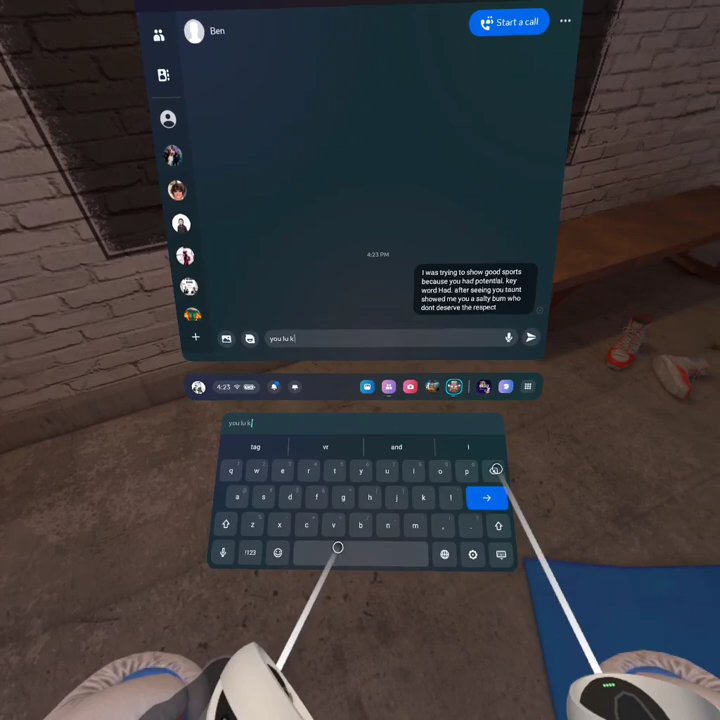 Ben
Start a call
4:23 PM
I was trying to show good sports
because you had potential. key
word Had. after seeing you taunt
showed me you a salty bum who
dont deserve the respect
you lu k
4:23
you lu k
tag vr and i
q w e r t y u i o p
a s d f g h j k l
z x c v b n m , .
!123